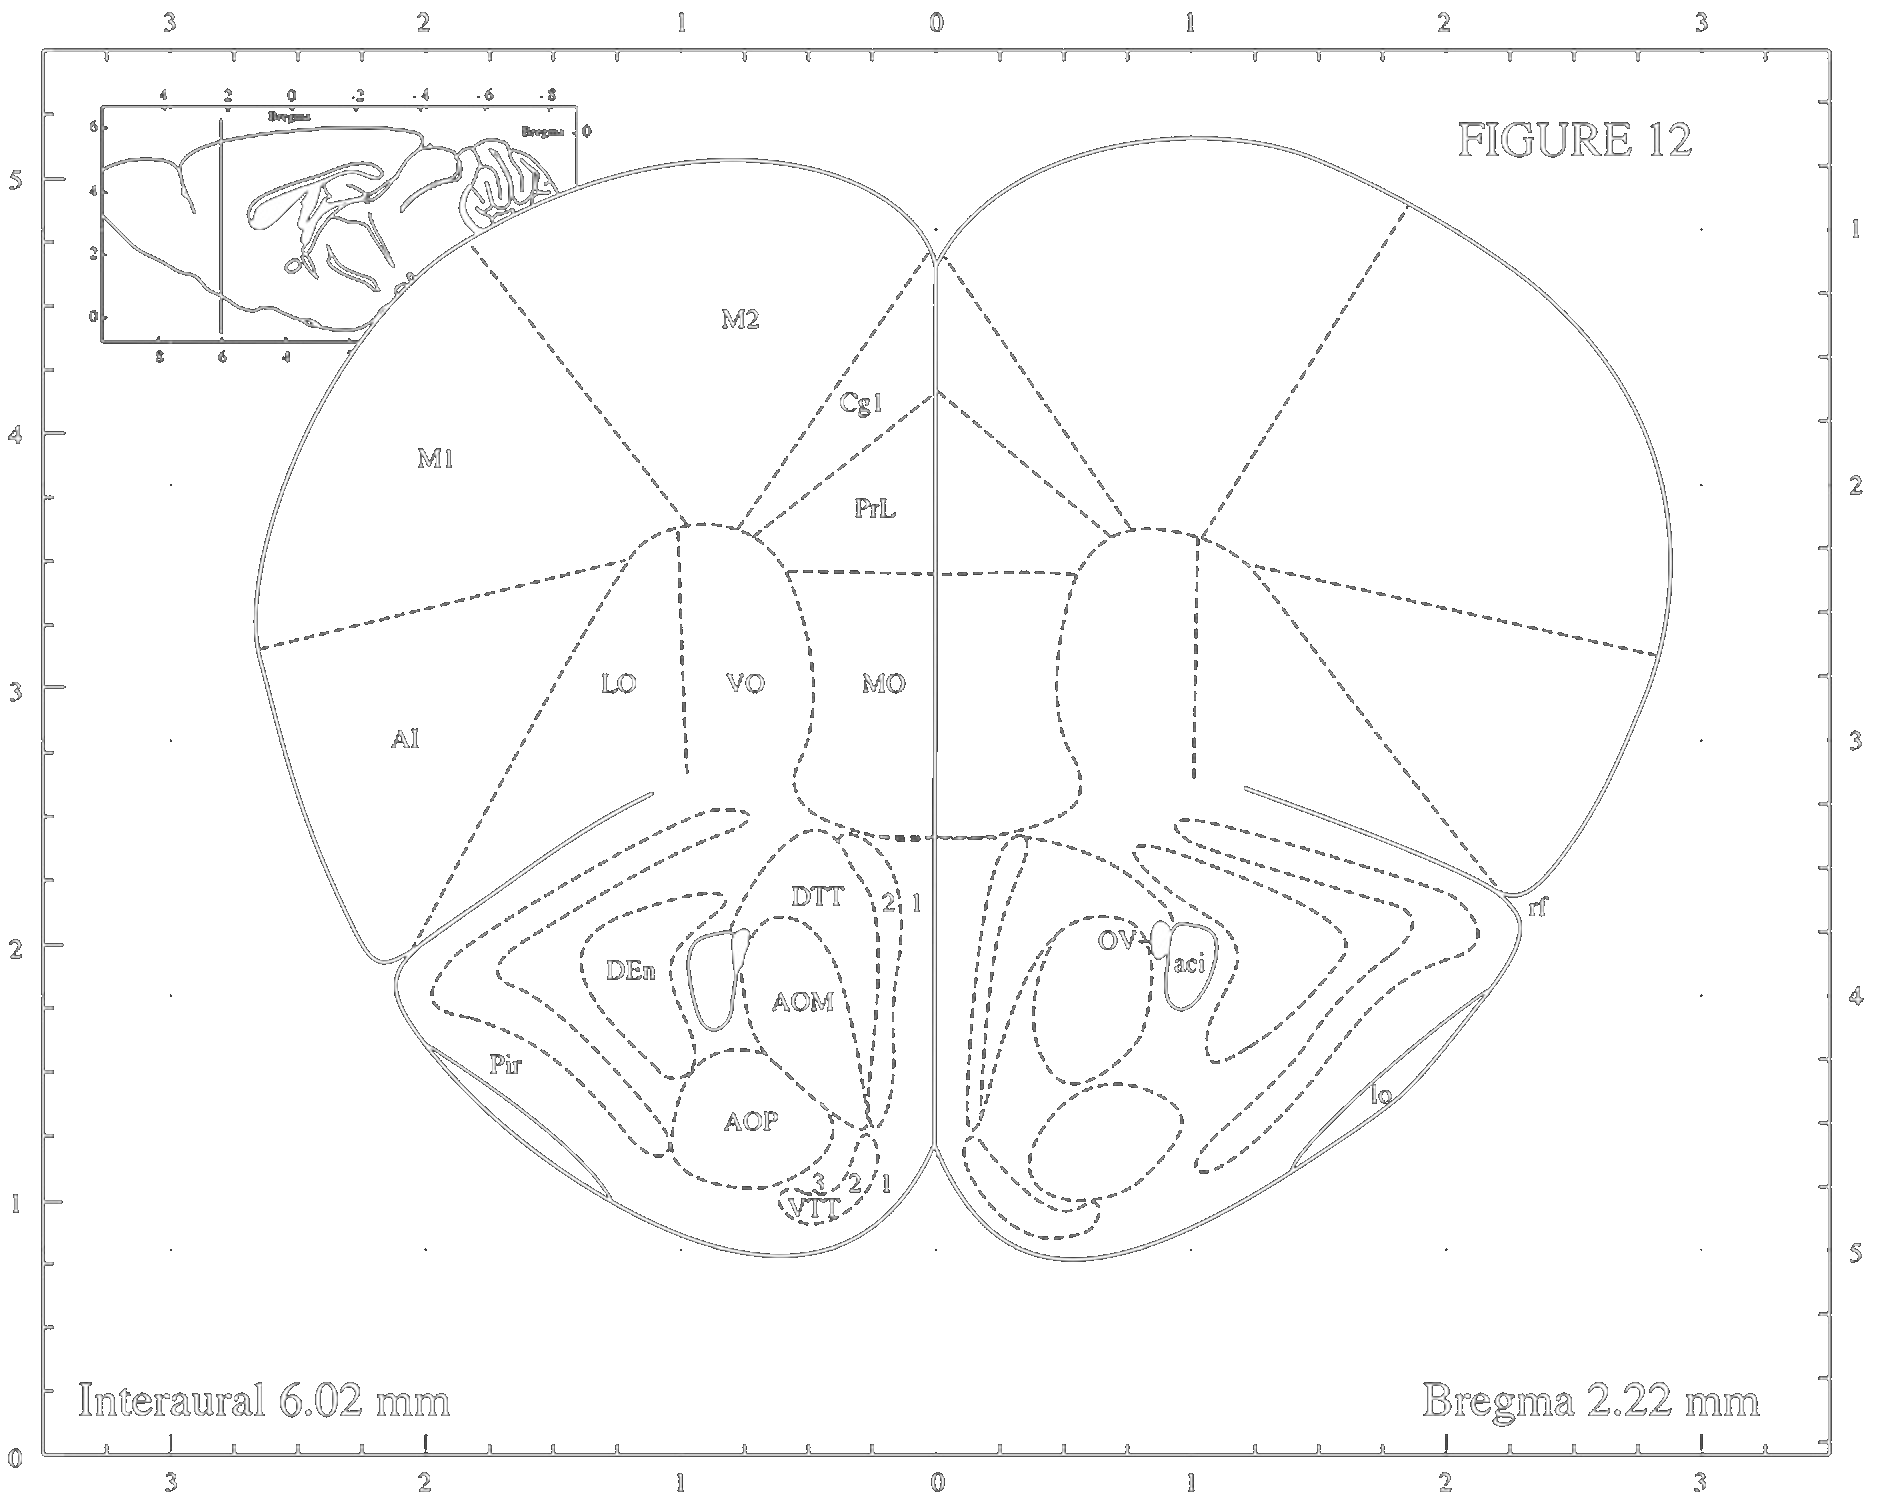 3 2 1 0 1 2 3
4 2 0 -2 -4 -6 -8
Bregma
6 Bregma 0
FIGURE 12
5
4
1
2
M2
0
8 6 4 2
Cg1
4
M1
2
PrL
3 LO VO MO
AI 3
DTT 2 1 rf
2 OV
DEn aci
AOM 4
Pir
lo
AOP
3 2 1
1 VTT
5
Interaural 6.02 mm Bregma 2.22 mm
0
3 2 1 0 1 2 3